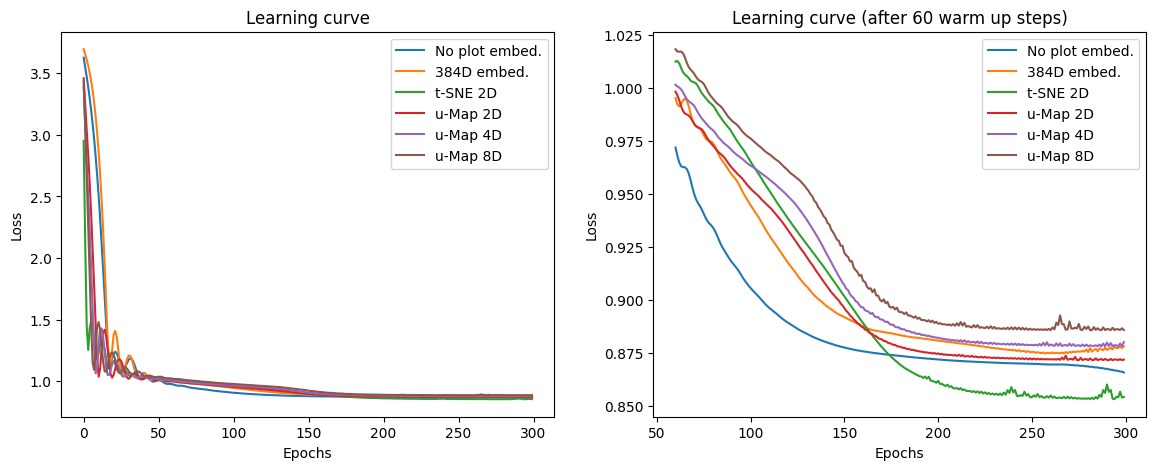 Learning curve
Loss
3.5
3.0
2.5
2.0
1.5
1.0
0
50
100
150
200
250
300
Epochs
No plot embed.
384D embed.
t-SNE 2D
u-Map 2D
u-Map 4D
u-Map 8D
Learning curve (after 60 warm up steps)
Loss
1.025
1.000
0.975
0.950
0.925
0.900
0.875
0.850
50
100
150
200
250
300
Epochs
No plot embed.
384D embed.
t-SNE 2D
u-Map 2D
u-Map 4D
u-Map 8D